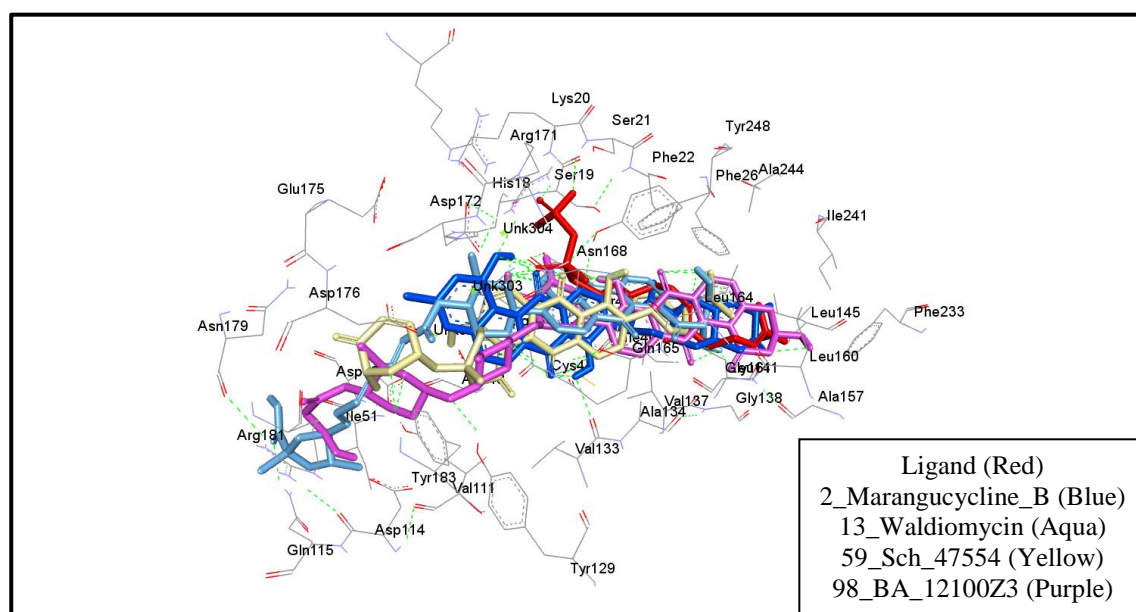 Lys20
Ser21
Tyr248
Arg171
Phe22
Ser19
Phe26
Ala244
His18
Glu175
Disp172
Ile241
Unk304
Asn168
Unk303
Asp176
Leu164
Leu145
Phe233
Asn179
Gln165
Leu160
Cys4
Val137
Gly138
Ala157
Ala134
Ile51
Arg181
Val133
Tyr183
Val111
Asp114
Gln115
Tyr129
Ligand (Red)
2_Marangucycline_B (Blue)
13_Waldiomycin (Aqua)
59_Sch_47554 (Yellow)
98_BA_12100Z3 (Purple)